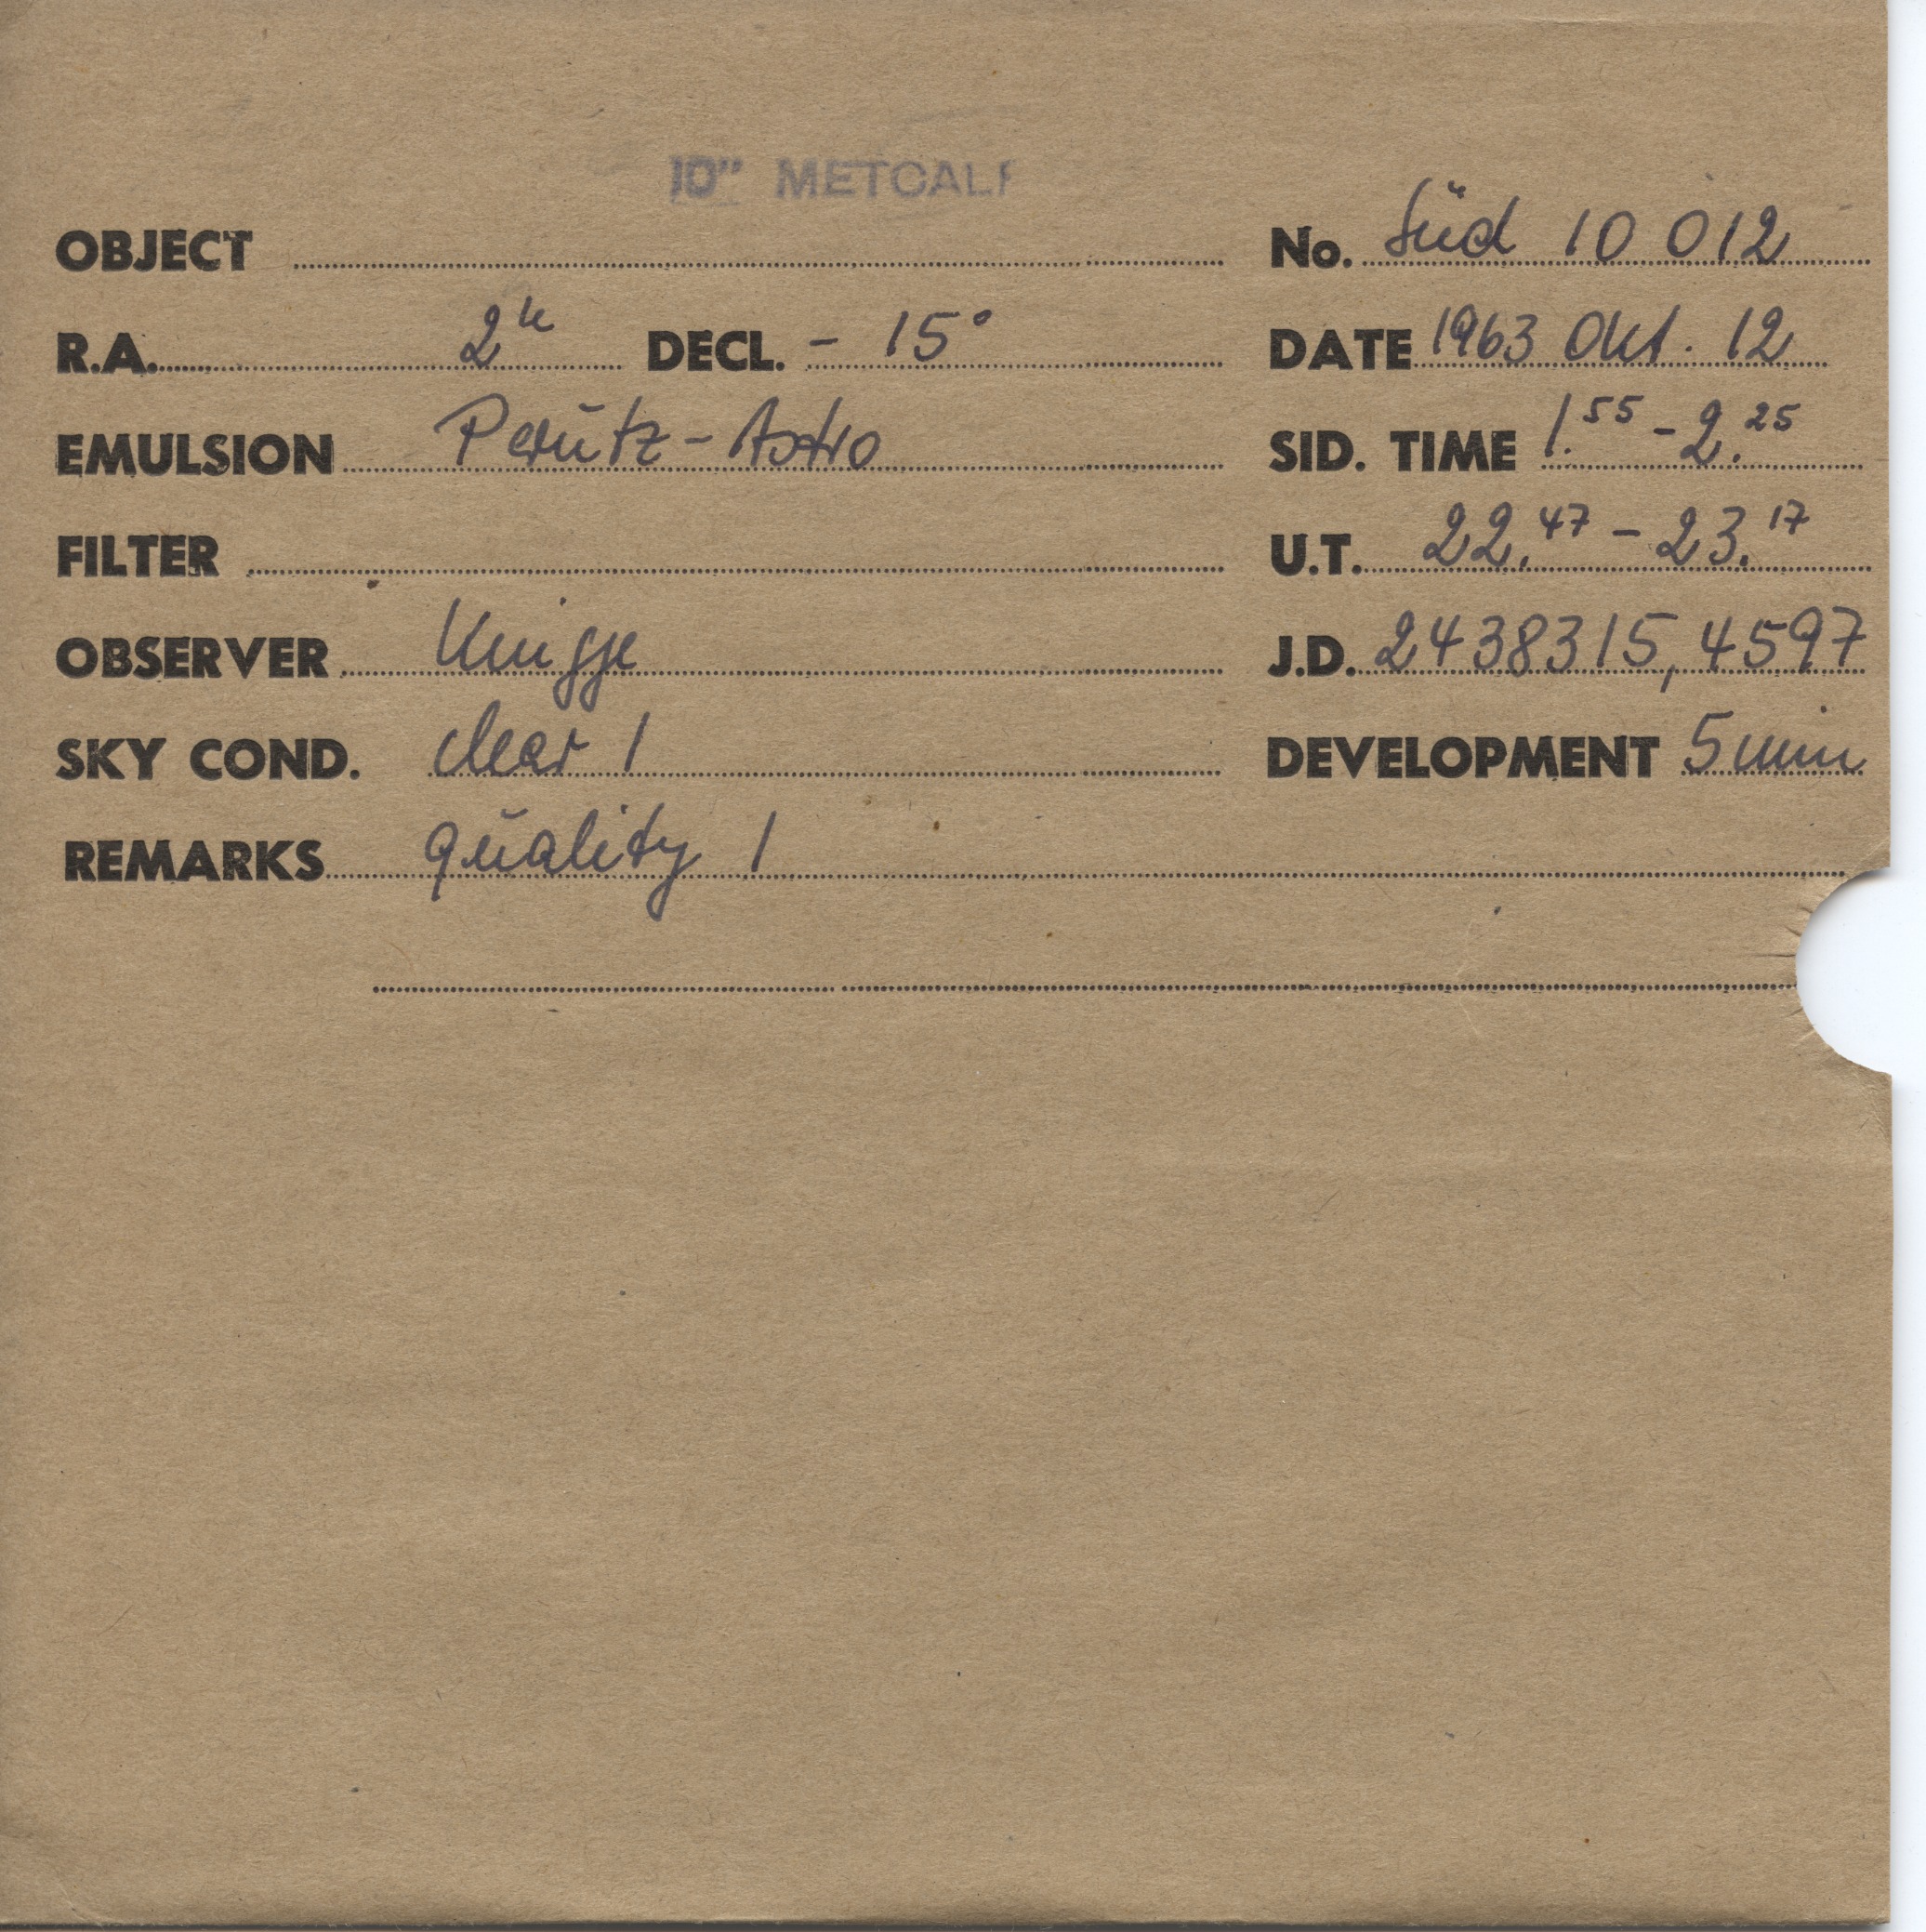 10" METCALF
OBJECT No. Süd 10 012
R.A. 2h DECL. - 15° DATE 1963 Okt. 12
EMULSION Perutz - Astro SID. TIME 1.55 - 2.25
FILTER U.T. 22.47 - 23.17
OBSERVER Knigge J.D. 2438315,4597
SKY COND. clear 1 DEVELOPMENT 5 min
REMARKS quality 1